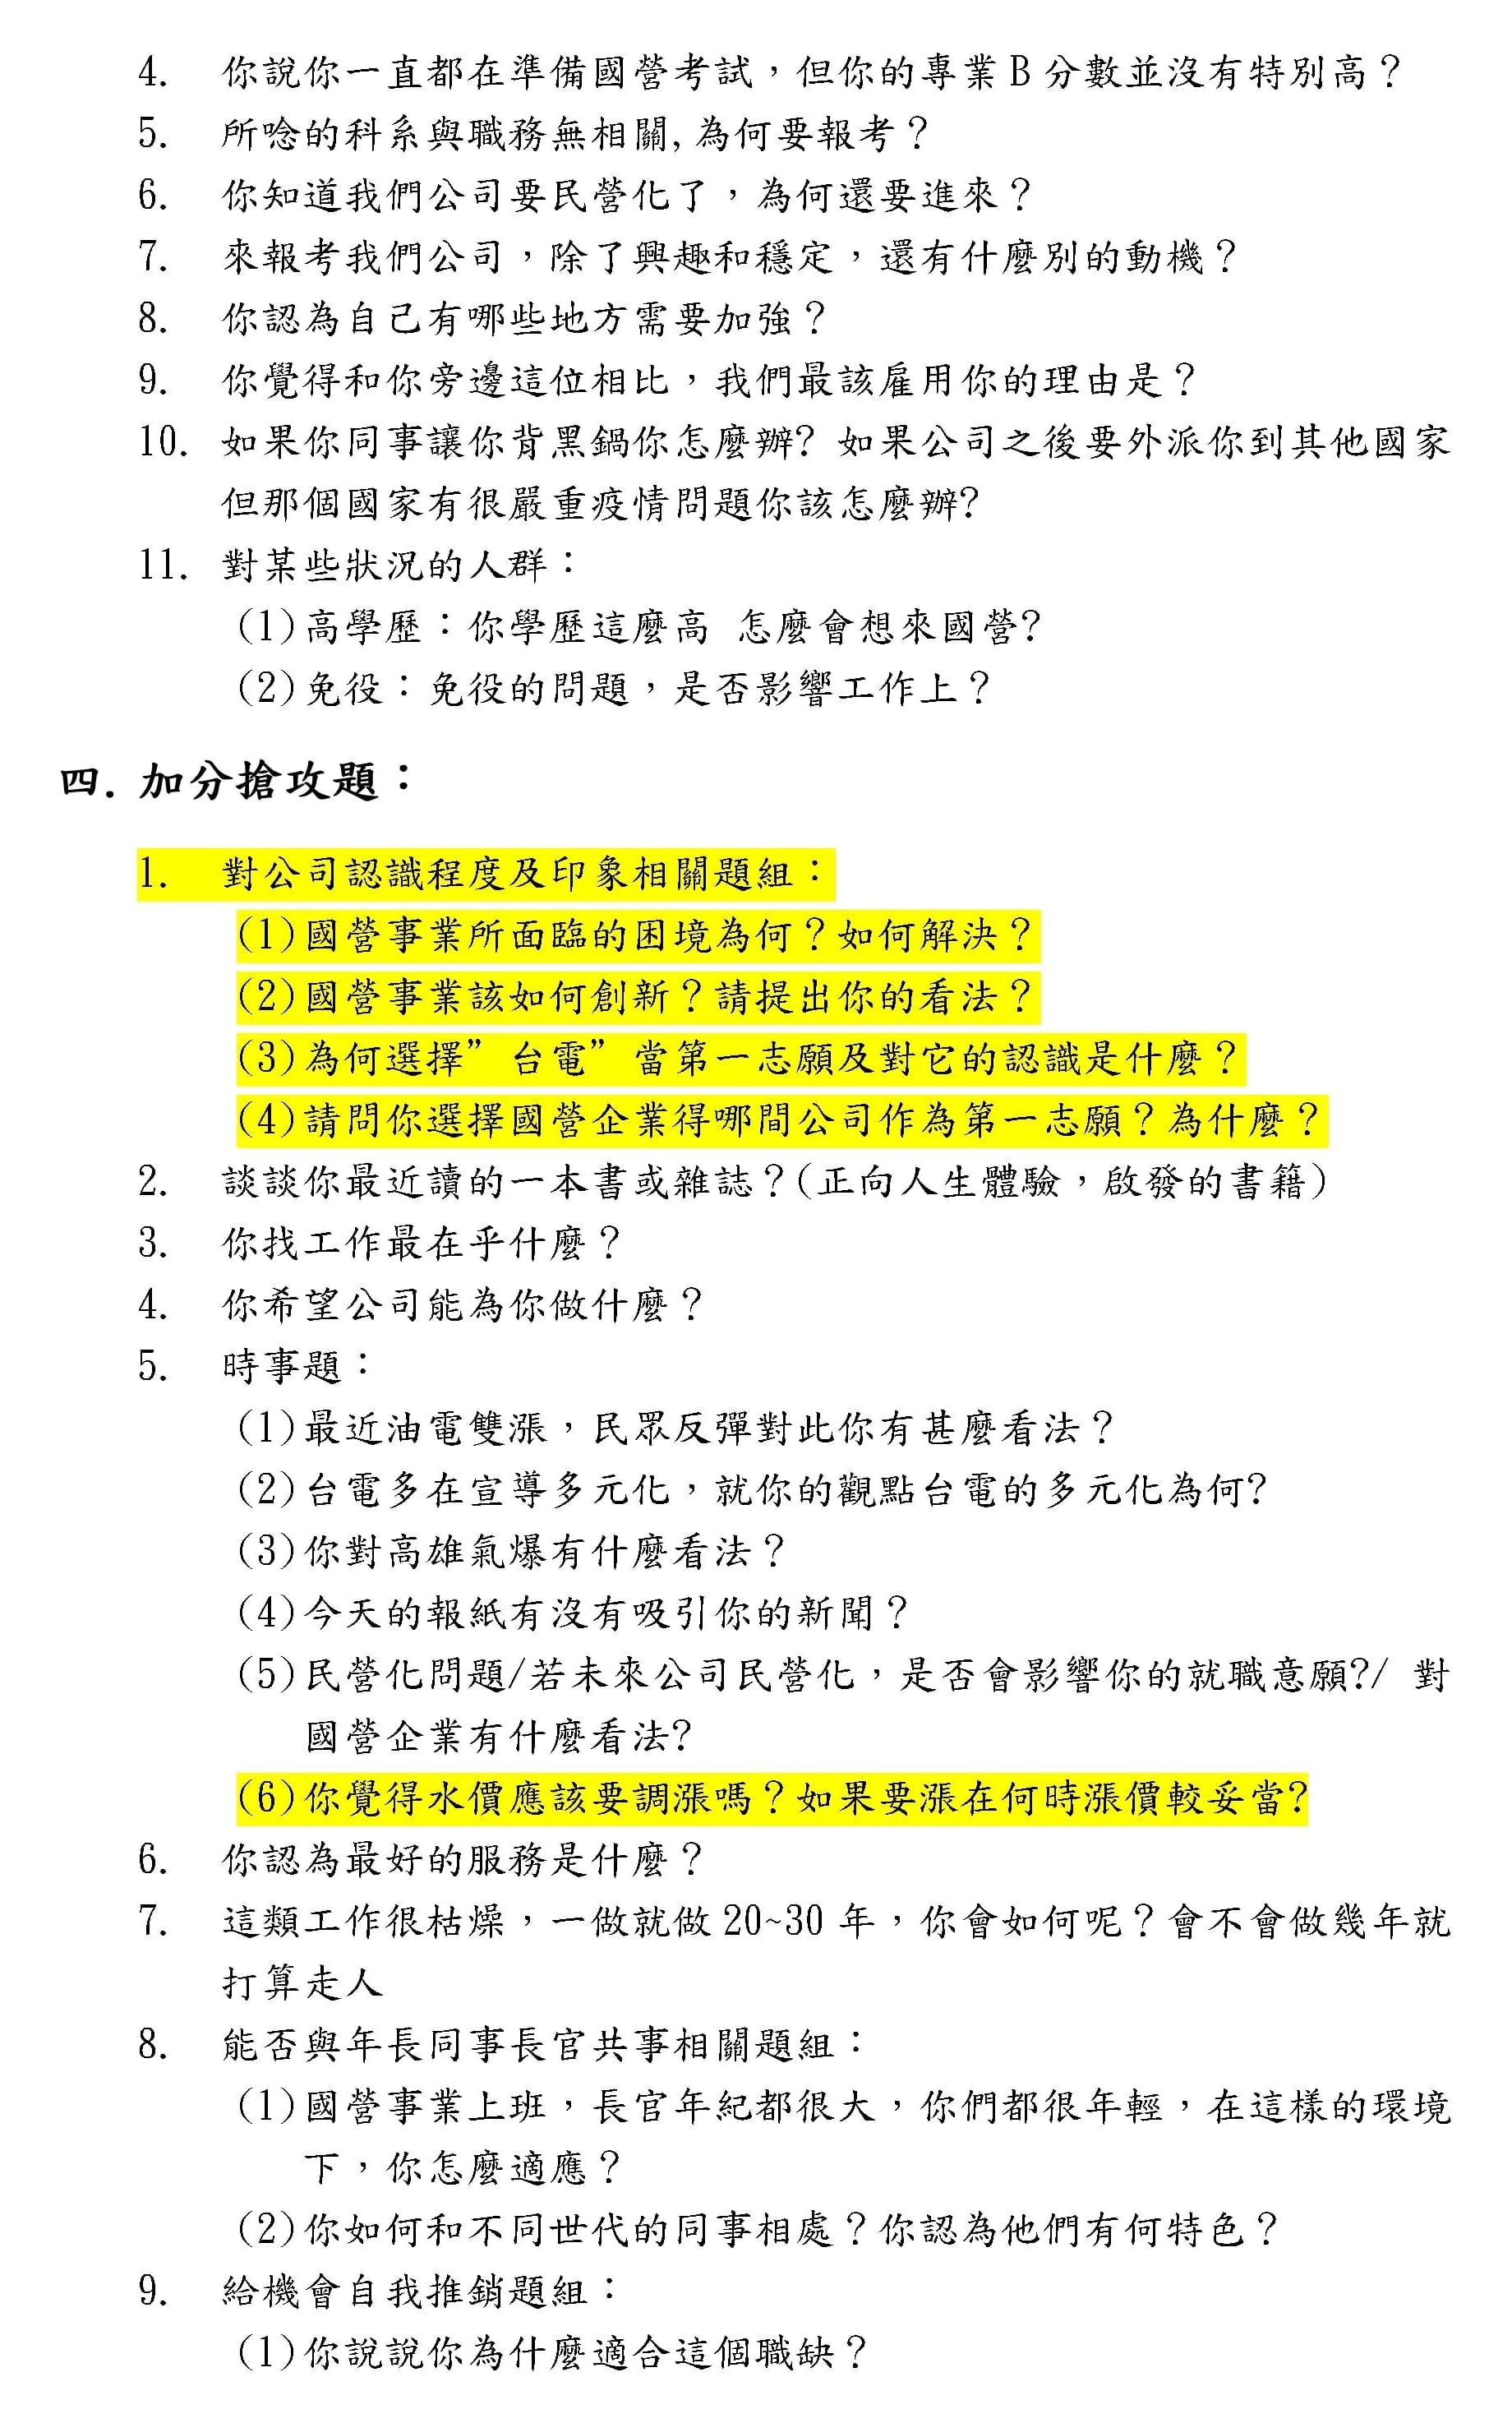 4. 你說你一直都在準備國營考試，但你的專業 B 分數並沒有特別高？
5. 所唸的科系與職務無相關,為何要報考？
6. 你知道我們公司要民營化了，為何還要進來？
7. 來報考我們公司，除了興趣和穩定，還有什麼別的動機？
8. 你認為自己有哪些地方需要加強？
9. 你覺得和你旁邊這位相比，我們最該雇用你的理由是？
10. 如果你同事讓你背黑鍋你怎麼辦? 如果公司之後要外派你到其他國家
但那個國家有很嚴重疫情問題你該怎麼辦?
11. 對某些狀況的人群：
(1)高學歷：你學歷這麼高 怎麼會想來國營?
(2)免役：免役的問題，是否影響工作上？
四. 加分搶攻題：
1. 對公司認識程度及印象相關題組：
(1)國營事業所面臨的困境為何？如何解決？
(2)國營事業該如何創新？請提出你的看法？
(3)為何選擇”台電”當第一志願及對它的認識是什麼？
(4)請問你選擇國營企業得哪間公司作為第一志願？為什麼？
2. 談談你最近讀的一本書或雜誌？(正向人生體驗，啟發的書籍)
3. 你找工作最在乎什麼？
4. 你希望公司能為你做什麼？
5. 時事題：
(1)最近油電雙漲，民眾反彈對此你有甚麼看法？
(2)台電多在宣導多元化，就你的觀點台電的多元化為何?
(3)你對高雄氣爆有什麼看法？
(4)今天的報紙有沒有吸引你的新聞？
(5)民營化問題/若未來公司民營化，是否會影響你的就職意願?/ 對
國營企業有什麼看法?
(6)你覺得水價應該要調漲嗎？如果要漲在何時漲價較妥當?
6. 你認為最好的服務是什麼？
7. 這類工作很枯燥，一做就做 20~30 年，你會如何呢？會不會做幾年就
打算走人
8. 能否與年長同事長官共事相關題組：
(1)國營事業上班，長官年紀都很大，你們都很年輕，在這樣的環境
下，你怎麼適應？
(2)你如何和不同世代的同事相處？你認為他們有何特色？
9. 給機會自我推銷題組：
(1)你說說你為什麼適合這個職缺？